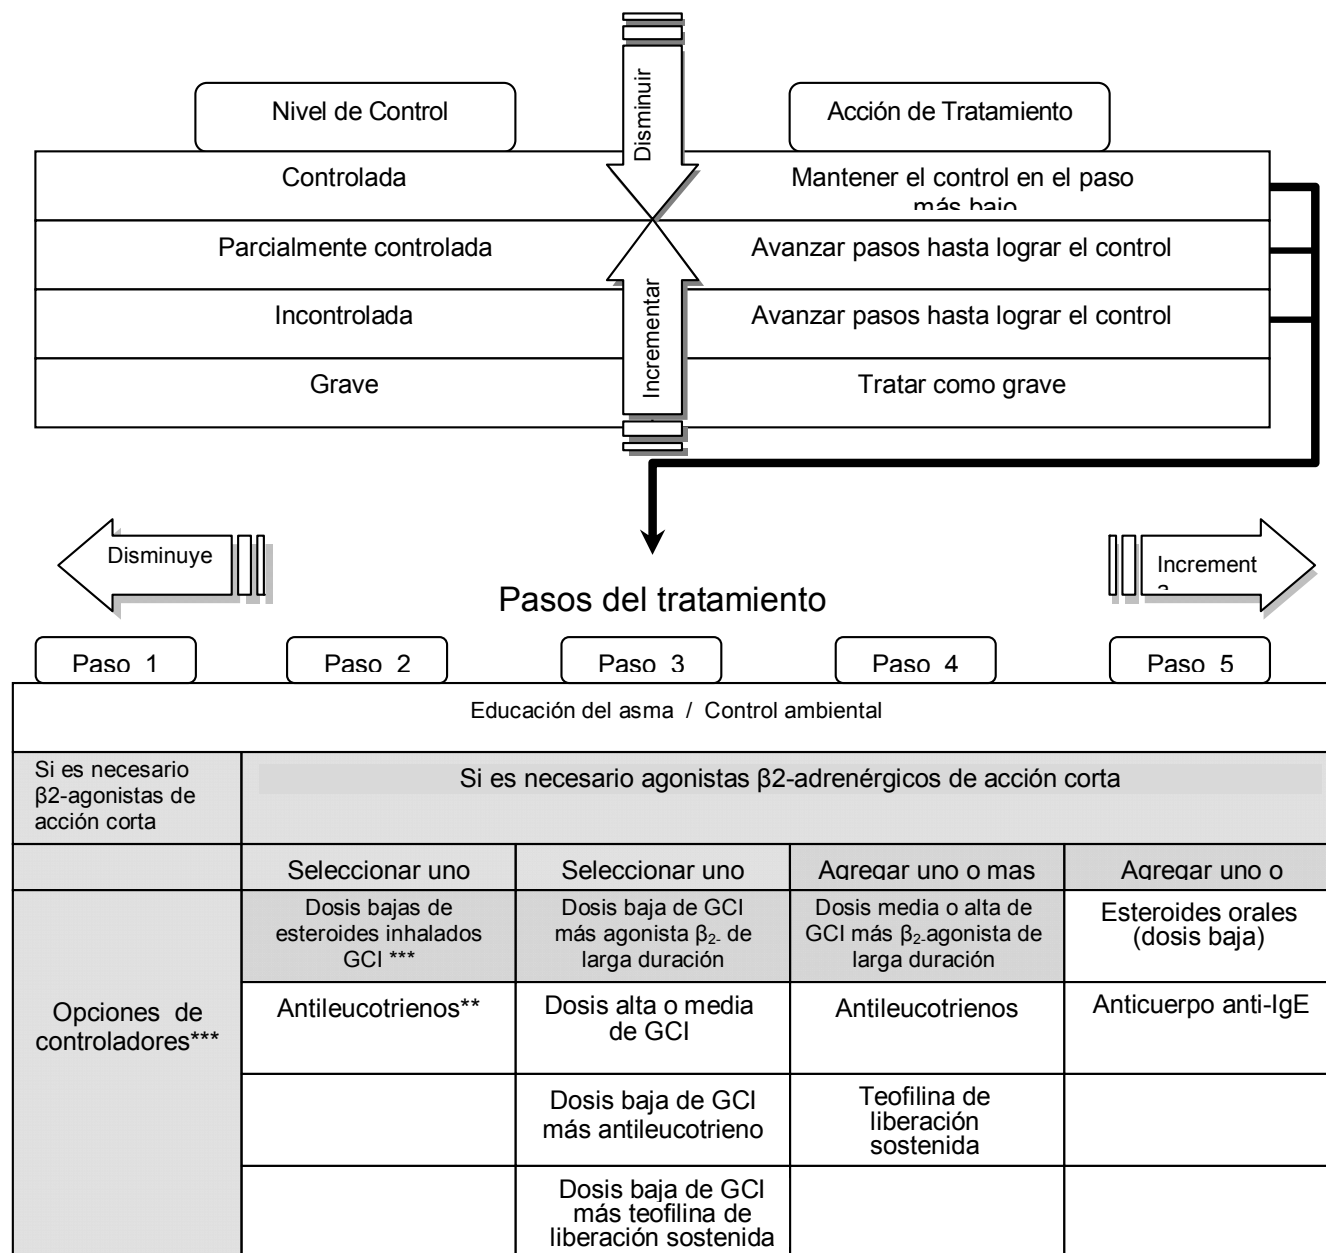 Disminuir
Nivel de Control
Acción de Tratamiento
Controlada
Mantener el control en el paso
más bajo
Parcialmente controlada
Avanzar pasos hasta lograr el control
Incontrolada
Avanzar pasos hasta lograr el control
Incrementar
Grave
Tratar como grave
Disminuye
Increment
a
Pasos del tratamiento
Paso 1
Paso 2
Paso 3
Paso 4
Paso 5
Educación del asma / Control ambiental
Si es necesario
β2-agonistas de
acción corta
Si es necesario agonistas β2-adrenérgicos de acción corta
Seleccionar uno
Seleccionar uno
Agregar uno o mas
Agregar uno o
Opciones de
controladores***
Dosis bajas de
esteroides inhalados
GCI ***
Dosis baja de GCI
más agonista β2- de
larga duración
Dosis media o alta de
GCI más β2-agonista de
larga duración
Esteroides orales
(dosis baja)
Antileucotrienos**
Dosis alta o media
de GCI
Antileucotrienos
Anticuerpo anti-IgE
Dosis baja de GCI
más antileucotrieno
Teofilina de
liberación
sostenida
Dosis baja de GCI
más teofilina de
liberación sostenida